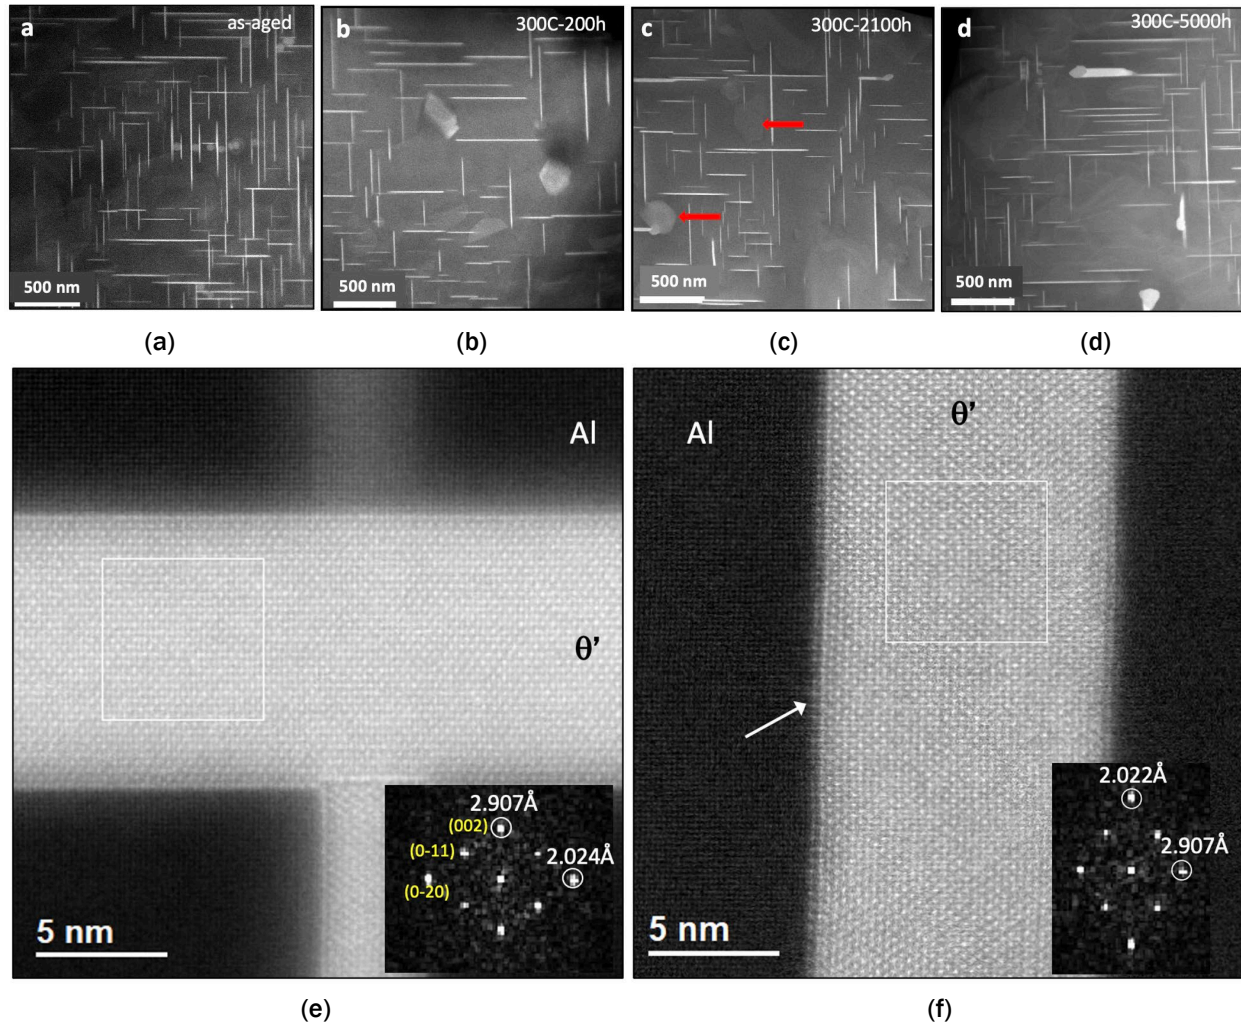 a
as-aged
500 nm
b
300C-200h
500 nm
c
300C-2100h
500 nm
d
300C-5000h
500 nm
(a)
(b)
(c)
(d)
Al
θ’
2.907Å
(002)
(0-11)
2.024Å
(0-20)
5 nm
θ’
Al
2.022Å
2.907Å
5 nm
(e)
(f)